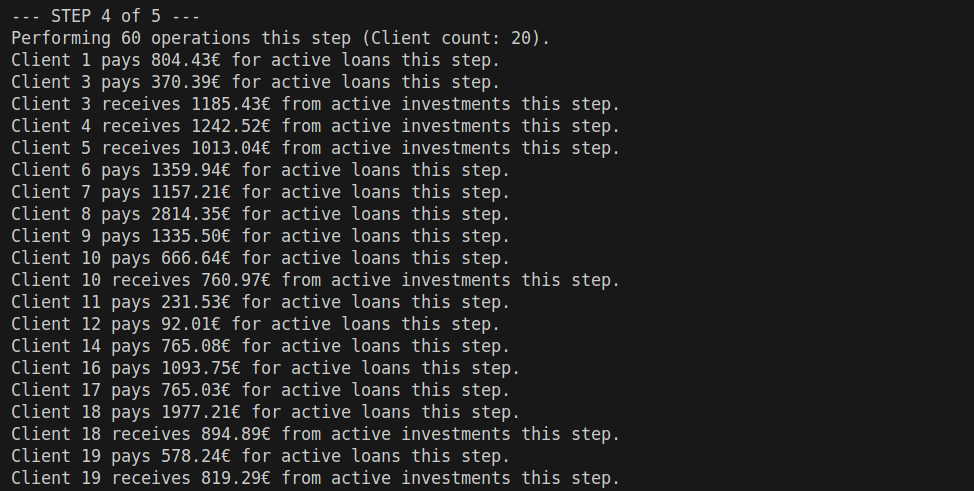 --- STEP 4 of 5 ---
Performing 60 operations this step (Client count: 20).
Client 1 pays 804.43€ for active loans this step.
Client 3 pays 370.39€ for active loans this step.
Client 3 receives 1185.43€ from active investments this step.
Client 4 receives 1242.52€ from active investments this step.
Client 5 receives 1013.04€ from active investments this step.
Client 6 pays 1359.94€ for active loans this step.
Client 7 pays 1157.21€ for active loans this step.
Client 8 pays 2814.35€ for active loans this step.
Client 9 pays 1335.50€ for active loans this step.
Client 10 pays 666.64€ for active loans this step.
Client 10 receives 760.97€ from active investments this step.
Client 11 pays 231.53€ for active loans this step.
Client 12 pays 92.01€ for active loans this step.
Client 14 pays 765.08€ for active loans this step.
Client 16 pays 1093.75€ for active loans this step.
Client 17 pays 765.03€ for active loans this step.
Client 18 pays 1977.21€ for active loans this step.
Client 18 receives 894.89€ from active investments this step.
Client 19 pays 578.24€ for active loans this step.
Client 19 receives 819.29€ from active investments this step.